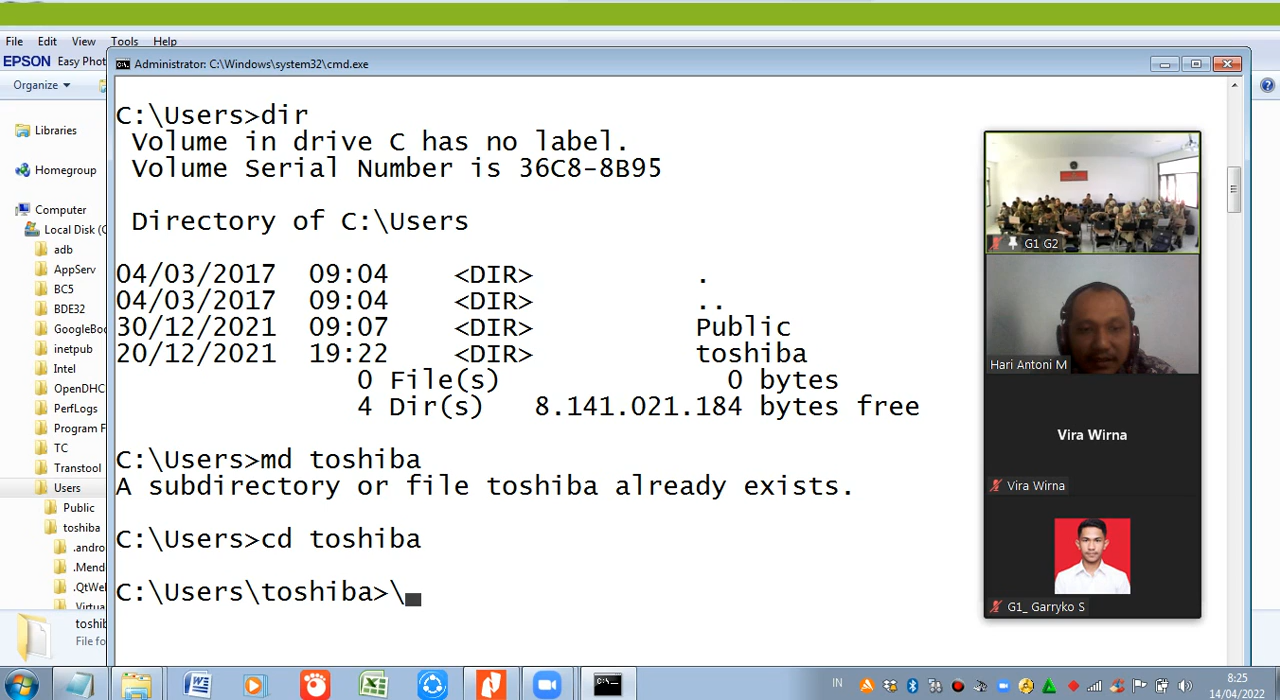 File Edit View Tools Help
EPSON Easy Phot
Administrator: C:\Windows\system32\cmd.exe
Organize
Libraries
Homegroup
Computer
Local Disk (C
adb
AppServ
BC5
BDE32
GoogleBoo
inetpub
Intel
OpenDHC
PerfLogs
Program F
TC
Transtool
Users
Public
toshiba
.andro
.Mend
.QtWel
Virtua
toshib
File fo
C:\Users>dir
Volume in drive C has no label.
Volume Serial Number is 36C8-8B95
Directory of C:\Users
04/03/2017 09:04 <DIR> .
04/03/2017 09:04 <DIR> ..
30/12/2021 09:07 <DIR> Public
20/12/2021 19:22 <DIR> toshiba
0 File(s) 0 bytes
4 Dir(s) 8.141.021.184 bytes free
C:\Users>md toshiba
A subdirectory or file toshiba already exists.
C:\Users>cd toshiba
C:\Users\toshiba>\
G1 G2
Hari Antoni M
Vira Wirna
Vira Wirna
G1_ Garryko S
IN
8:25
14/04/2022